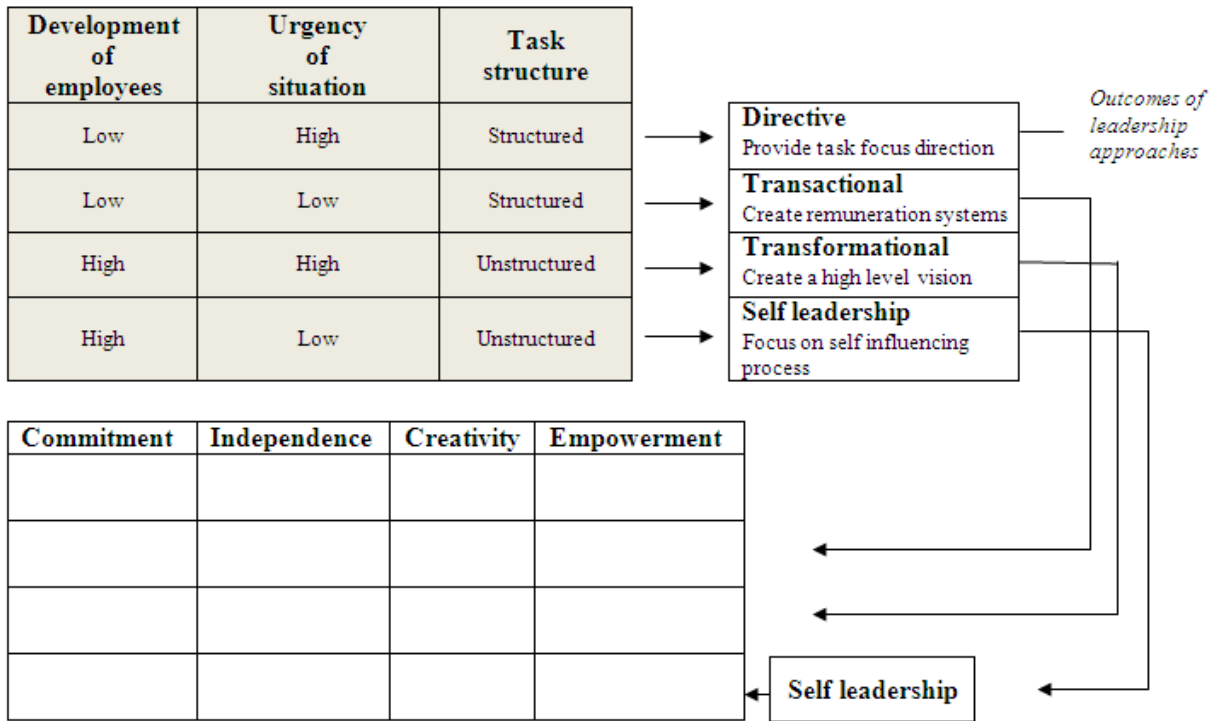 Development
of
employees
Urgency
of
situation
Task
structure
Low
High
Structured
Low
Low
Structured
High
High
Unstructured
High
Low
Unstructured
Directive
Provide task focus direction
Transactional
Create remuneration systems
Transformational
Create a high level vision
Self leadership
Focus on self influencing
process
Outcomes of
leadership
approaches
Commitment
Independence
Creativity
Empowerment
Self leadership